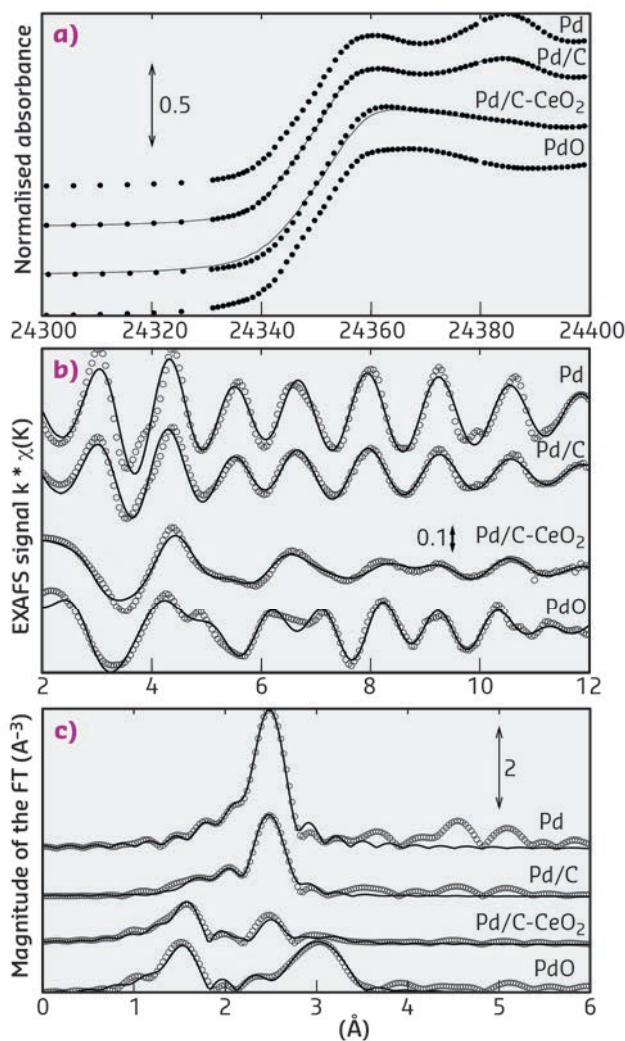 a)
Pd
Pd/C
0.5
Pd/C-CeO₂
PdO
Normalised absorbance
24300 24320 24340 24360 24380 24400
b)
Pd
Pd/C
0.1
Pd/C-CeO₂
PdO
EXAFS signal k * χ(K)
2 4 6 8 10 12
c)
2
Pd
Pd/C
Pd/C-CeO₂
PdO
Magnitude of the FT (A⁻³)
0 1 2 3 4 5 6
(Å)